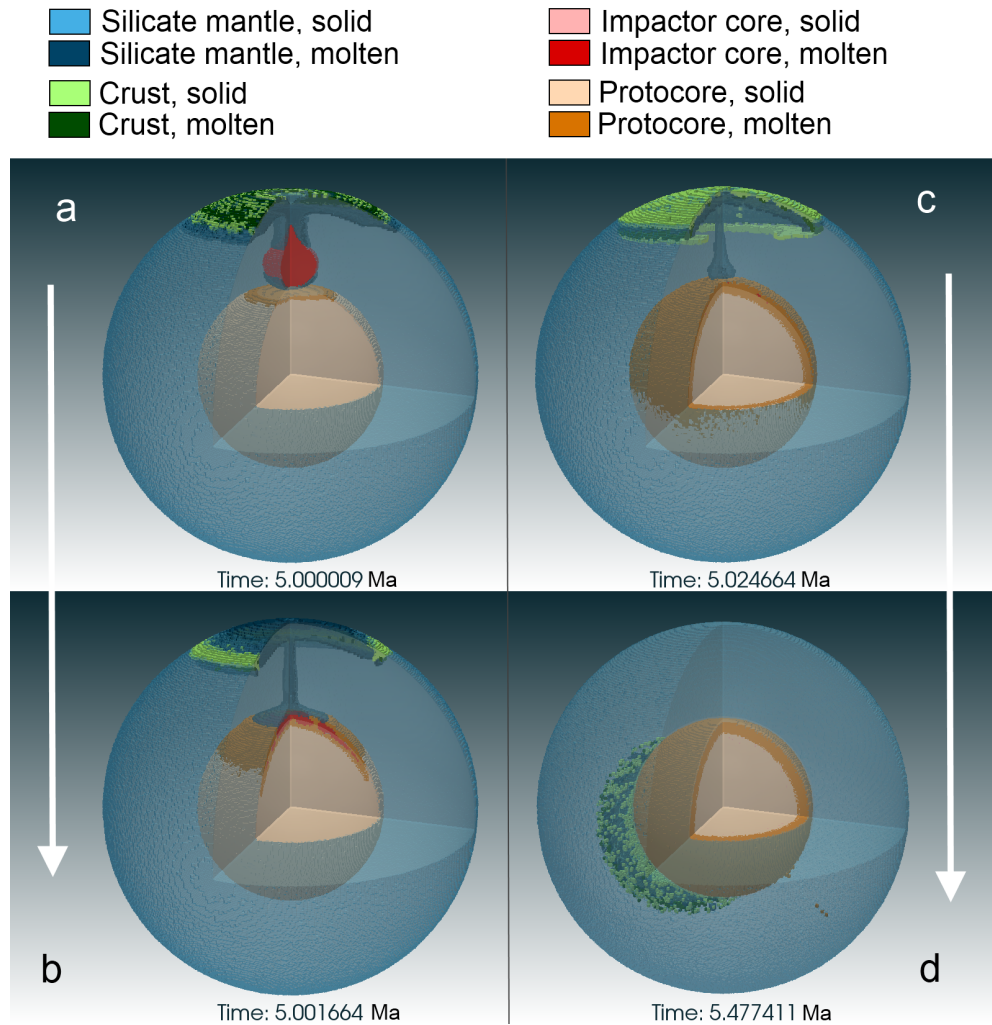 Silicate mantle, solid
Silicate mantle, molten
Crust, solid
Crust, molten
Impactor core, solid
Impactor core, molten
Protocore, solid
Protocore, molten
a
Time: 5.000009 Ma
b
Time: 5.001664 Ma
c
Time: 5.024664 Ma
d
Time: 5.477411 Ma